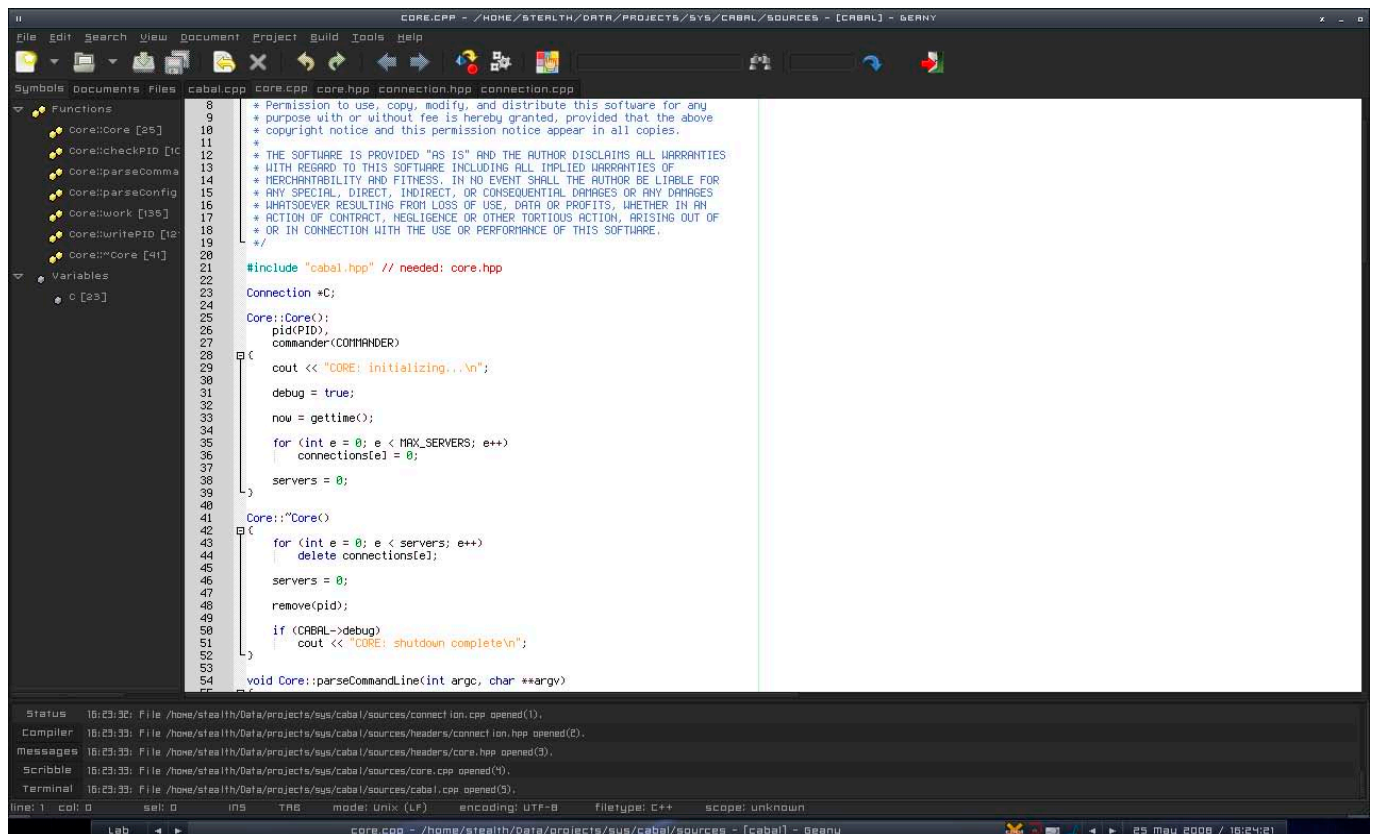 CORE.CPP - /HOME/STEALTH/DATA/PROJECTS/SYS/CABAL/SOURCES - [CABAL] - GEANY
File Edit Search View Document Project Build Tools Help
Symbols Documents Files cabal.cpp core.cpp core.hpp connection.hpp connection.cpp
Functions
Core::Core [25]
Core::checkPID [10
Core::parseComma
Core::parseConfig
Core::work [135]
Core::writePID [12
Core::~Core [41]
Variables
C [23]
8 * Permission to use, copy, modify, and distribute this software for any
9 * purpose with or without fee is hereby granted, provided that the above
10 * copyright notice and this permission notice appear in all copies.
11 *
12 * THE SOFTWARE IS PROVIDED "AS IS" AND THE AUTHOR DISCLAIMS ALL WARRANTIES
13 * WITH REGARD TO THIS SOFTWARE INCLUDING ALL IMPLIED WARRANTIES OF
14 * MERCHANTABILITY AND FITNESS. IN NO EVENT SHALL THE AUTHOR BE LIABLE FOR
15 * ANY SPECIAL, DIRECT, INDIRECT, OR CONSEQUENTIAL DAMAGES OR ANY DAMAGES
16 * WHATSOEVER RESULTING FROM LOSS OF USE, DATA OR PROFITS, WHETHER IN AN
17 * ACTION OF CONTRACT, NEGLIGENCE OR OTHER TORTIOUS ACTION, ARISING OUT OF
18 * OR IN CONNECTION WITH THE USE OR PERFORMANCE OF THIS SOFTWARE.
19 */
20
21 #include "cabal.hpp" // needed: core.hpp
22
23 Connection *C;
24
25 Core::Core():
26 pid(PID),
27 commander(COMMANDER)
28 {
29 cout << "CORE: initializing...\n";
30
31 debug = true;
32
33 now = gettime();
34
35 for (int e = 0; e < MAX_SERVERS; e++)
36 connections[e] = 0;
37
38 servers = 0;
39 }
40
41 Core::~Core()
42 {
43 for (int e = 0; e < servers; e++)
44 delete connections[e];
45
46 servers = 0;
47
48 remove(pid);
49
50 if (CABAL->debug)
51 cout << "CORE: shutdown complete\n";
52 }
53
54 void Core::parseCommandLine(int argc, char **argv)
55 {
Status 16:23:32: File /home/stealth/Data/projects/sys/cabal/sources/connection.cpp opened(1).
Compiler 16:23:33: File /home/stealth/Data/projects/sys/cabal/sources/headers/connection.hpp opened(2).
Messages 16:23:33: File /home/stealth/Data/projects/sys/cabal/sources/headers/core.hpp opened(3).
Scribble 16:23:33: File /home/stealth/Data/projects/sys/cabal/sources/core.cpp opened(4).
Terminal 16:23:33: File /home/stealth/Data/projects/sys/cabal/sources/cabal.cpp opened(5).
line: 1 col: 0 sel: 0 INS TAB mode: Unix (LF) encoding: UTF-8 filetype: C++ scope: unknown
Lab core.cpp - /home/stealth/Data/projects/sys/cabal/sources - [cabal] - Geany 25 May 2008 / 16:24:21